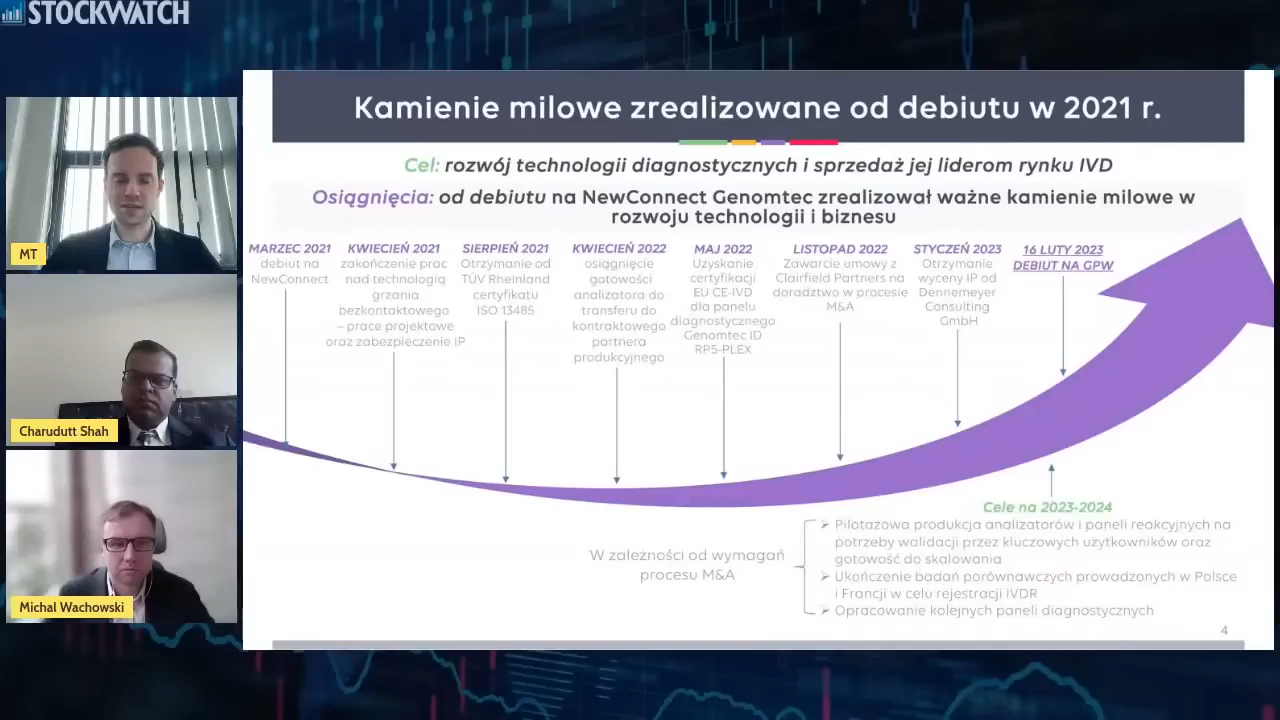 STOCKWATCH
MT
Charudutt Shah
Michal Wachowski
Kamienie milowe zrealizowane od debiutu w 2021 r.
Cel: rozwój technologii diagnostycznych i sprzedaż jej liderom rynku IVD
Osiągnięcia: od debiutu na NewConnect Genomtec zrealizował ważne kamienie milowe w
rozwoju technologii i biznesu
MARZEC 2021
debiut na
NewConnect
KWIECIEŃ 2021
zakończenie prac
nad technologią
grzania
bezkontaktowego
– prace projektowe
oraz zabezpieczenie IP
SIERPIEŃ 2021
Otrzymanie od
TÜV Rheinland
certyfikatu
ISO 13485
KWIECIEŃ 2022
osiągnięcie
gotowości
analizatora do
transferu do
kontraktowego
partnera
produkcyjnego
MAJ 2022
Uzyskanie
certyfikacji
EU CE-IVD
dla panelu
diagnostycznego
Genomtec ID
RP5-PLEX
LISTOPAD 2022
Zawarcie umowy z
Clairfield Partners na
doradztwo w procesie
M&A
STYCZEŃ 2023
Otrzymanie
wyceny IP od
Dennemeyer
Consulting
GmbH
16 LUTY 2023
DEBIUT NA GPW
Cele na 2023-2024
W zależności od wymagań
procesu M&A
➢ Pilotażowa produkcja analizatorów i paneli reakcyjnych na
potrzeby walidacji przez kluczowych użytkowników oraz
gotowość do skalowania
➢ Ukończenie badań porównawczych prowadzonych w Polsce
i Francji w celu rejestracji IVDR
➢ Opracowanie kolejnych paneli diagnostycznych
4